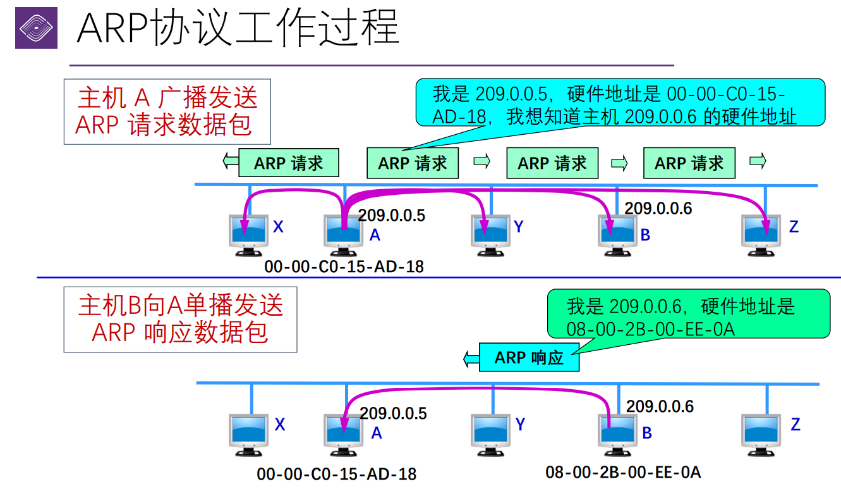 ARP协议工作过程
主机 A 广播发送
ARP 请求数据包
我是 209.0.0.5，硬件地址是 00-00-C0-15-
AD-18，我想知道主机 209.0.0.6 的硬件地址
ARP 请求
ARP 请求
ARP 请求
ARP 请求
209.0.0.5
209.0.0.6
X
A
Y
B
Z
00-00-C0-15-AD-18
主机B向A单播发送
ARP 响应数据包
我是 209.0.0.6，硬件地址是
08-00-2B-00-EE-0A
ARP 响应
209.0.0.5
209.0.0.6
X
A
Y
B
Z
00-00-C0-15-AD-18
08-00-2B-00-EE-0A